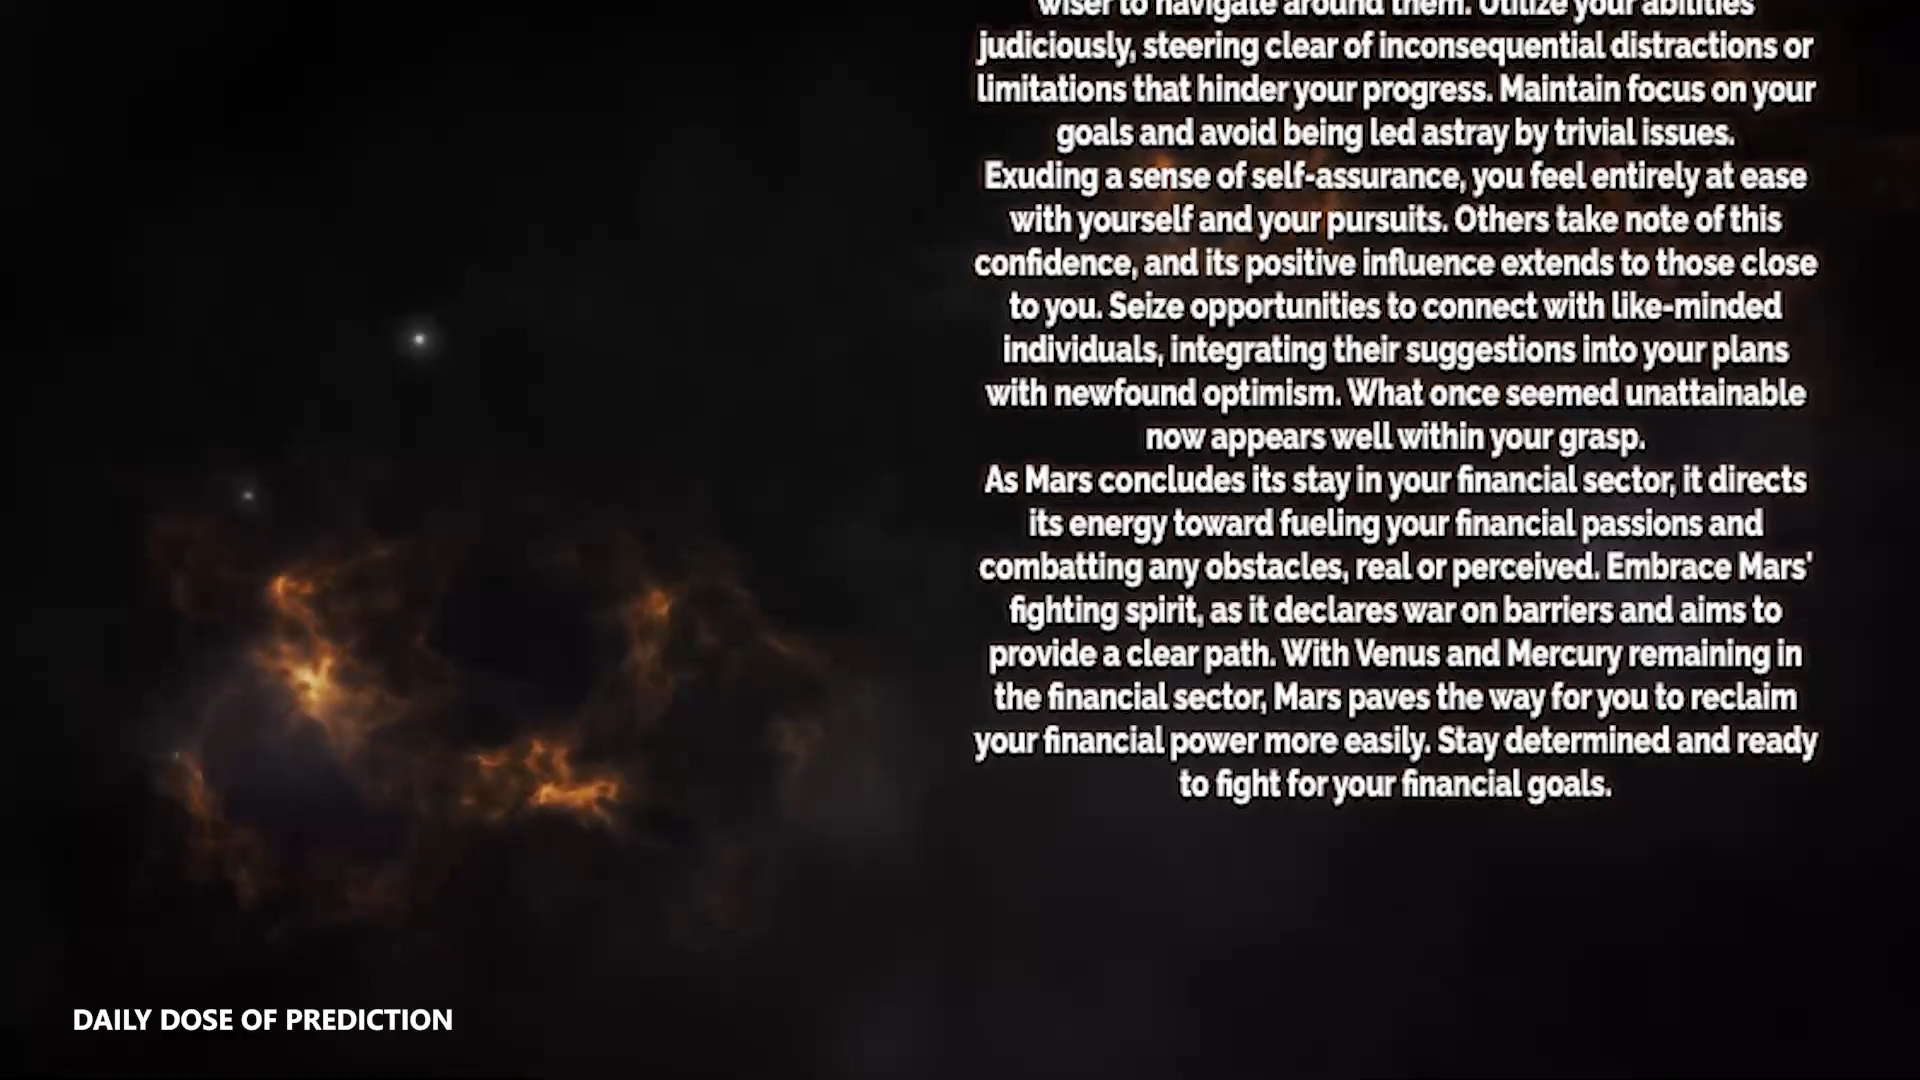 wiser to navigate around them. Utilize your abilities
judiciously, steering clear of inconsequential distractions or
limitations that hinder your progress. Maintain focus on your
goals and avoid being led astray by trivial issues.
Exuding a sense of self-assurance, you feel entirely at ease
with yourself and your pursuits. Others take note of this
confidence, and its positive influence extends to those close
to you. Seize opportunities to connect with like-minded
individuals, integrating their suggestions into your plans
with newfound optimism. What once seemed unattainable
now appears well within your grasp.
As Mars concludes its stay in your financial sector, it directs
its energy toward fueling your financial passions and
combatting any obstacles, real or perceived. Embrace Mars'
fighting spirit, as it declares war on barriers and aims to
provide a clear path. With Venus and Mercury remaining in
the financial sector, Mars paves the way for you to reclaim
your financial power more easily. Stay determined and ready
to fight for your financial goals.
DAILY DOSE OF PREDICTION